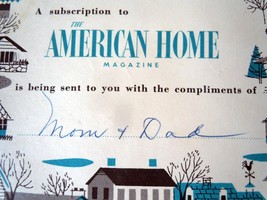 A subscription to
THE
AMERICAN HOME
MAGAZINE
is being sent to you with the compliments of
Mom + Dad